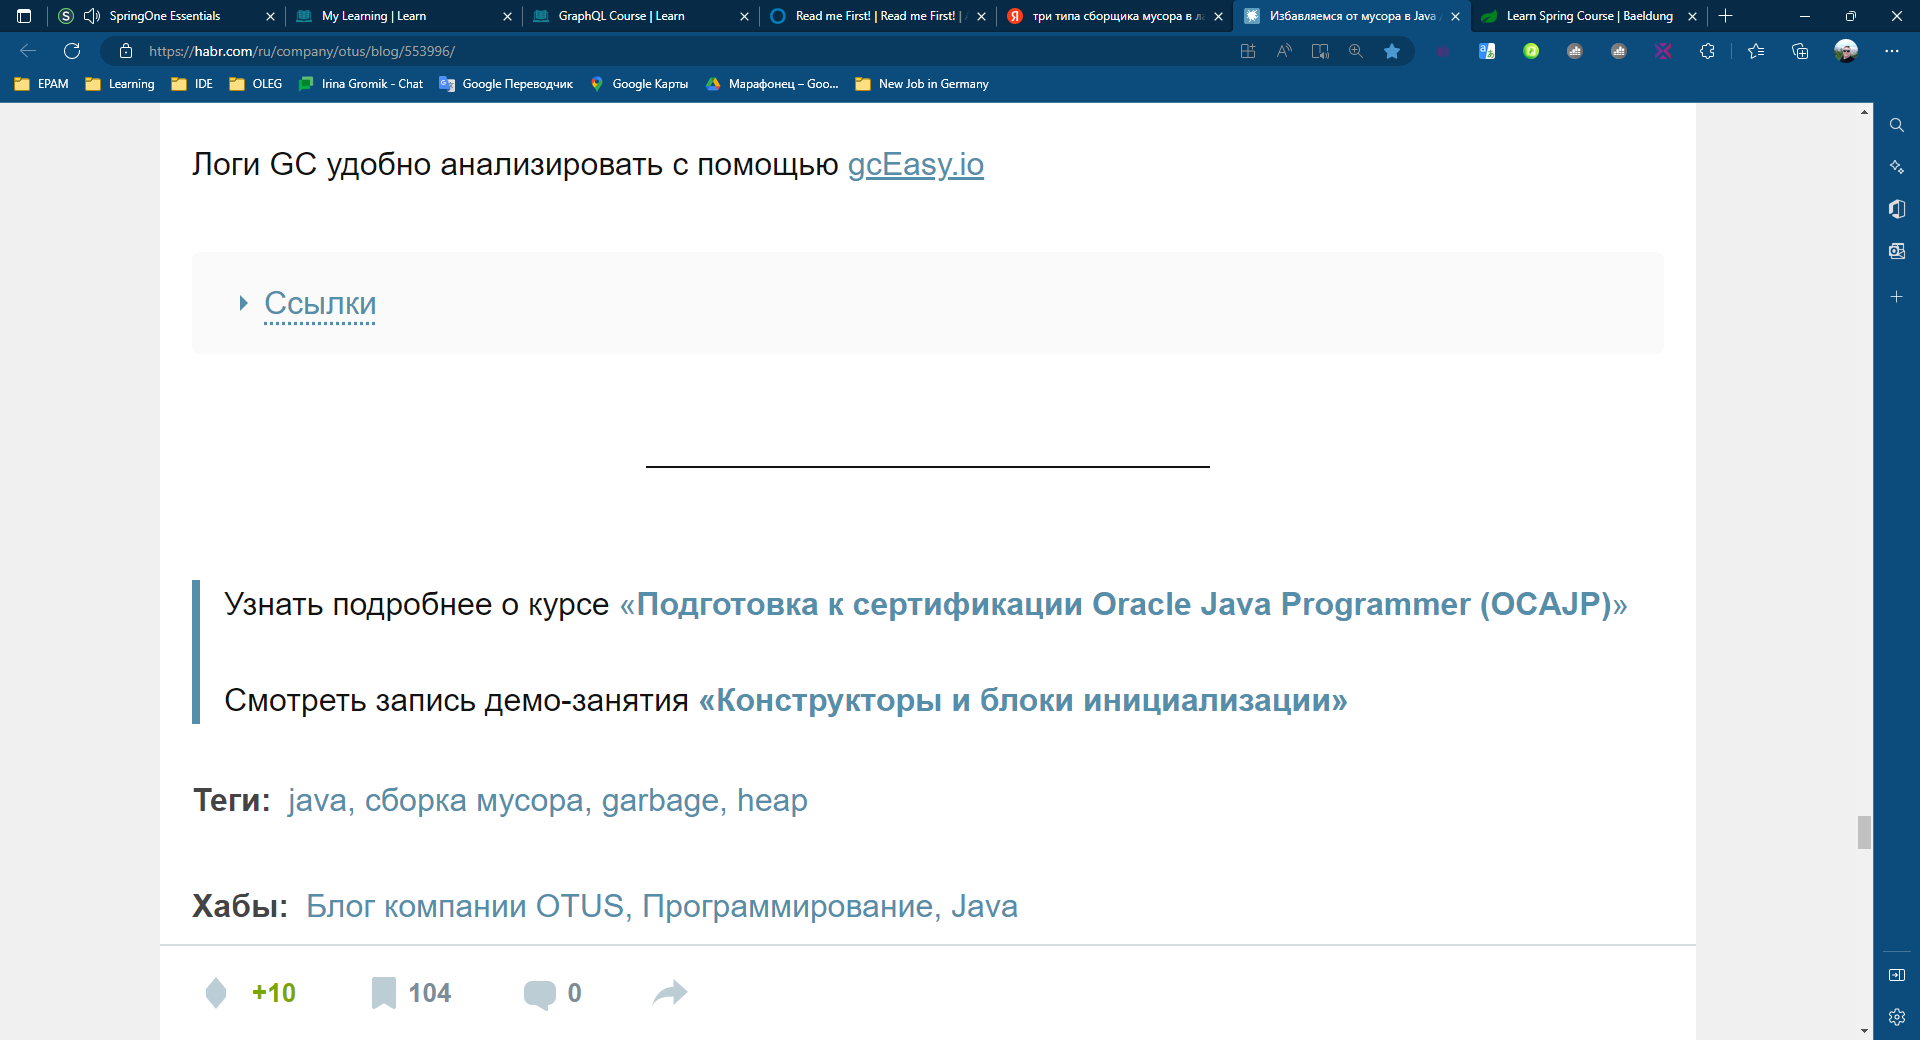 SpringOne Essentials
My Learning | Learn
GraphQL Course | Learn
Read me First! | Read me First! |
три типа сборщика мусора в
Избавляемся от мусора в Java
Learn Spring Course | Baeldung
https://habr.com/ru/company/otus/blog/553996/
EPAM
Learning
IDE
OLEG
Irina Gromik - Chat
Google Переводчик
Google Карты
Марафонец – Goo...
New Job in Germany
Логи GC удобно анализировать с помощью gcEasy.io
Ссылки
Узнать подробнее о курсе «Подготовка к сертификации Oracle Java Programmer (OCAJP)»
Смотреть запись демо-занятия «Конструкторы и блоки инициализации»
Теги: java, сборка мусора, garbage, heap
Хабы: Блог компании OTUS, Программирование, Java
+10
104
0